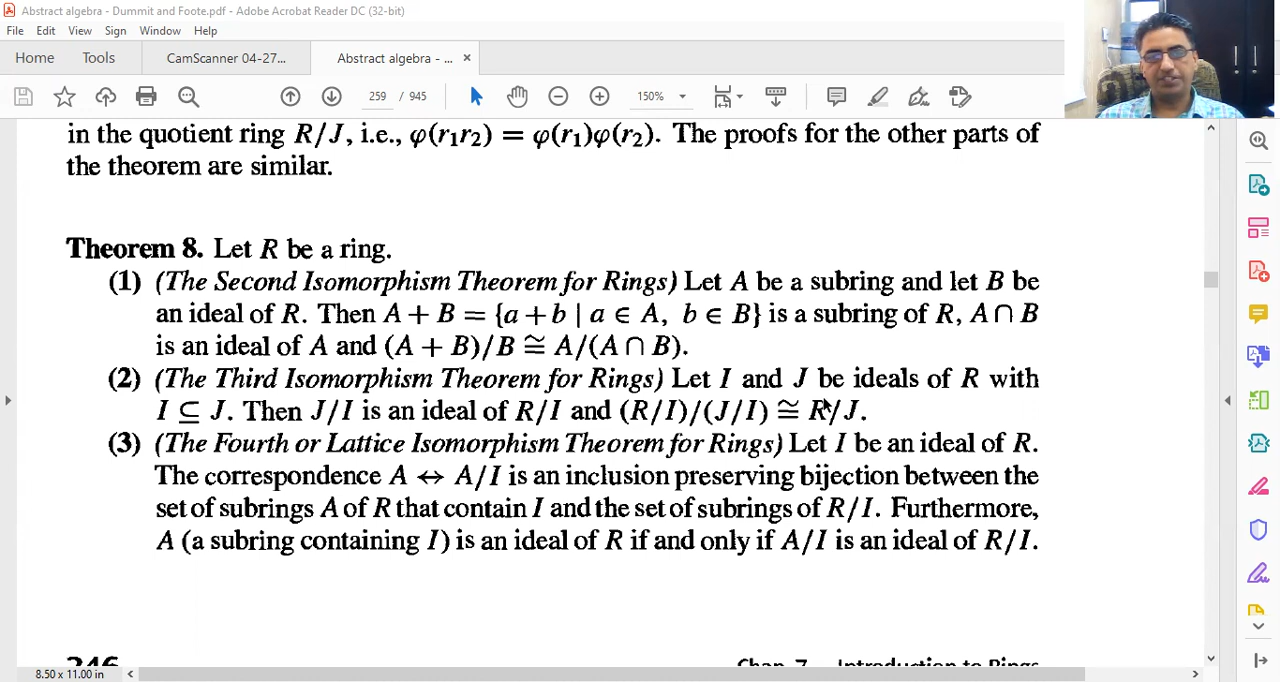 Abstract algebra - Dummit and Foote.pdf - Adobe Acrobat Reader DC (32-bit)
File Edit View Sign Window Help
Home Tools CamScanner 04-27... Abstract algebra - ... ×
259 / 945 150%
in the quotient ring R/J, i.e., φ(r₁r₂) = φ(r₁)φ(r₂). The proofs for the other parts of
the theorem are similar.
Theorem 8. Let R be a ring.
(1) (The Second Isomorphism Theorem for Rings) Let A be a subring and let B be
an ideal of R. Then A + B = {a + b | a ∈ A, b ∈ B} is a subring of R, A ∩ B
is an ideal of A and (A + B)/B ≅ A/(A ∩ B).
(2) (The Third Isomorphism Theorem for Rings) Let I and J be ideals of R with
I ⊆ J. Then J/I is an ideal of R/I and (R/I)/(J/I) ≅ R/J.
(3) (The Fourth or Lattice Isomorphism Theorem for Rings) Let I be an ideal of R.
The correspondence A ↔ A/I is an inclusion preserving bijection between the
set of subrings A of R that contain I and the set of subrings of R/I. Furthermore,
A (a subring containing I) is an ideal of R if and only if A/I is an ideal of R/I.
246 Chap. 7 Introduction to Rings
8.50 x 11.00 in